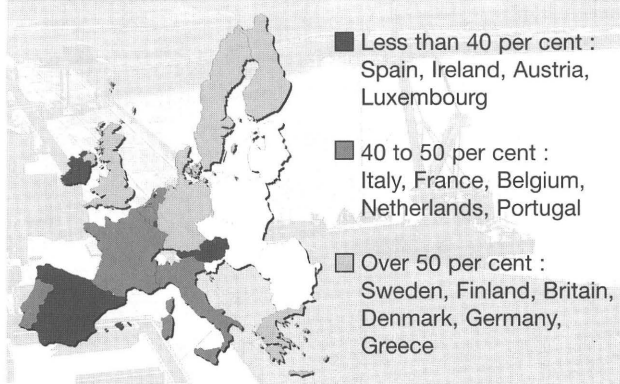 Less than 40 per cent :
Spain, Ireland, Austria,
Luxembourg
40 to 50 per cent :
Italy, France, Belgium,
Netherlands, Portugal
Over 50 per cent :
Sweden, Finland, Britain,
Denmark, Germany,
Greece